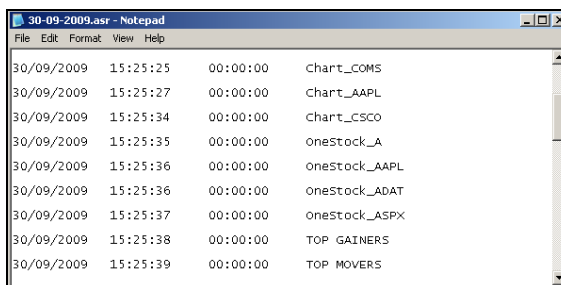 30-09-2009.asr - Notepad
File Edit Format View Help
30/09/2009 15:25:25 00:00:00 Chart_COMS
30/09/2009 15:25:27 00:00:00 Chart_AAPL
30/09/2009 15:25:34 00:00:00 Chart_CSCO
30/09/2009 15:25:35 00:00:00 OneStock_A
30/09/2009 15:25:36 00:00:00 OneStock_AAPL
30/09/2009 15:25:36 00:00:00 OneStock_ADAT
30/09/2009 15:25:37 00:00:00 OneStock_ASPX
30/09/2009 15:25:38 00:00:00 TOP GAINERS
30/09/2009 15:25:39 00:00:00 TOP MOVERS